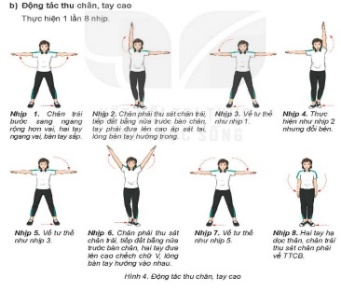 b) Động tác thu chân, tay cao
Thực hiện 1 lần 8 nhịp.
Nhịp 1. Chân trái
bước sang ngang
rộng hơn vai, hai tay
ngang vai, bàn tay sấp.
Nhịp 2. Chân phải thu sát chân trái,
tiếp đất bằng nửa trước bàn chân,
tay phải đưa lên cao áp sát tai,
lòng bàn tay hướng trong.
Nhịp 3. Về tư thế
như nhịp 1.
Nhịp 4. Thực
hiện như nhịp 2
nhưng đổi bên.
SỐNG
Nhịp 5. Về tư thế
như nhịp 3.
Nhịp 6. Chân phải thu sát
chân trái, tiếp đất bằng nửa
trước bàn chân, hai tay đưa
lên cao chếch chữ V, lòng
bàn tay hướng vào nhau.
Nhịp 7. Về tư thế
như nhịp 5.
Nhịp 8. Hai tay hạ
dọc thân, chân trái
thu sát chân phải
về TTCB.
Hình 4. Động tác thu chân, tay cao